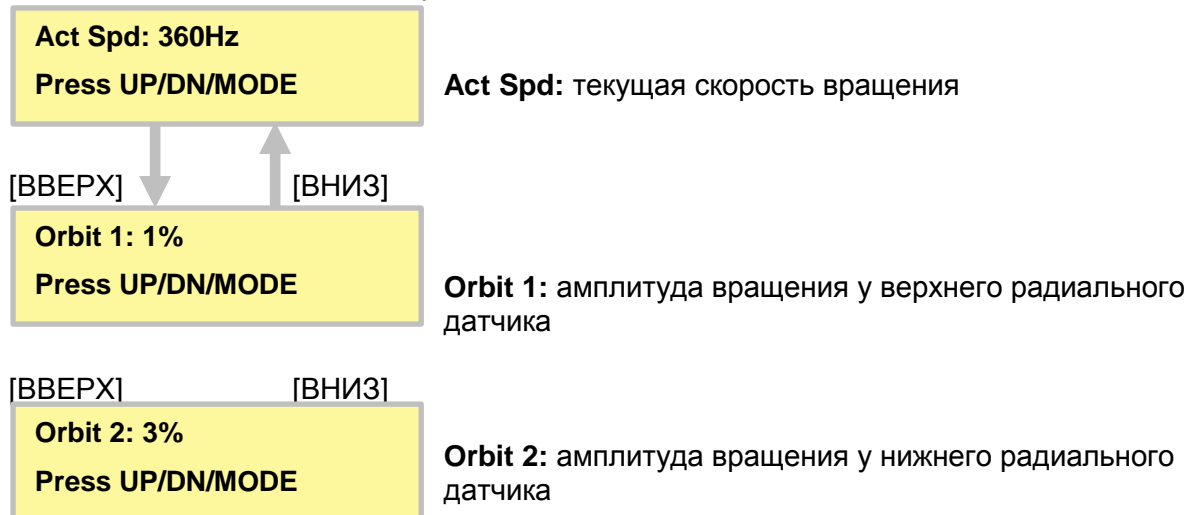 Act Spd: 360Hz
Press UP/DN/MODE
Act Spd: текущая скорость вращения
[ВВЕРХ] [ВНИЗ]
Orbit 1: 1%
Press UP/DN/MODE
Orbit 1: амплитуда вращения у верхнего радиального
датчика
[ВВЕРХ] [ВНИЗ]
Orbit 2: 3%
Press UP/DN/MODE
Orbit 2: амплитуда вращения у нижнего радиального
датчика